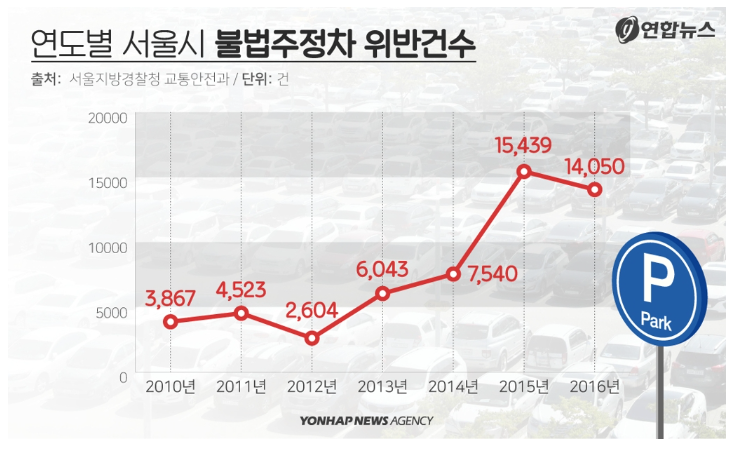 연도별 서울시 불법주정차 위반건수
연합뉴스
출처: 서울지방경찰청 교통안전과 / 단위: 건
20000
15000
10000
5000
0
3,867
4,523
2,604
6,043
7,540
15,439
14,050
2010년 2011년 2012년 2013년 2014년 2015년 2016년
P
Park
YONHAP NEWS AGENCY